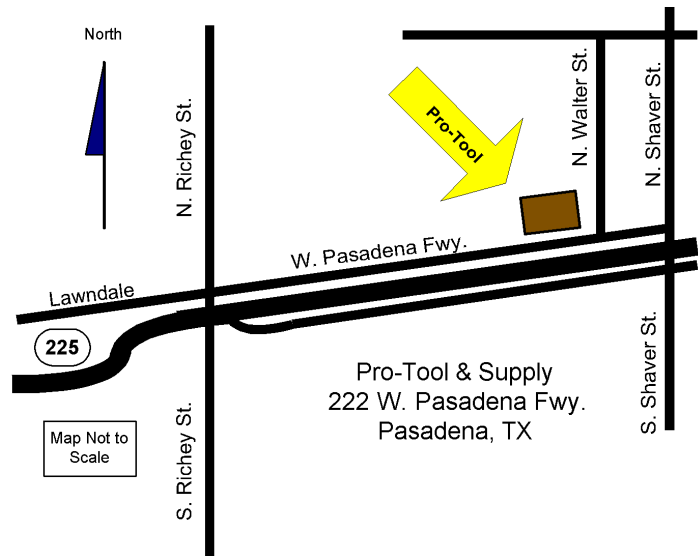 North
N. Richey St.
Pro-Tool
N. Walter St.
N. Shaver St.
W. Pasadena Fwy.
Lawndale
225
Pro-Tool & Supply
222 W. Pasadena Fwy.
Pasadena, TX
S. Shaver St.
Map Not to
Scale
S. Richey St.